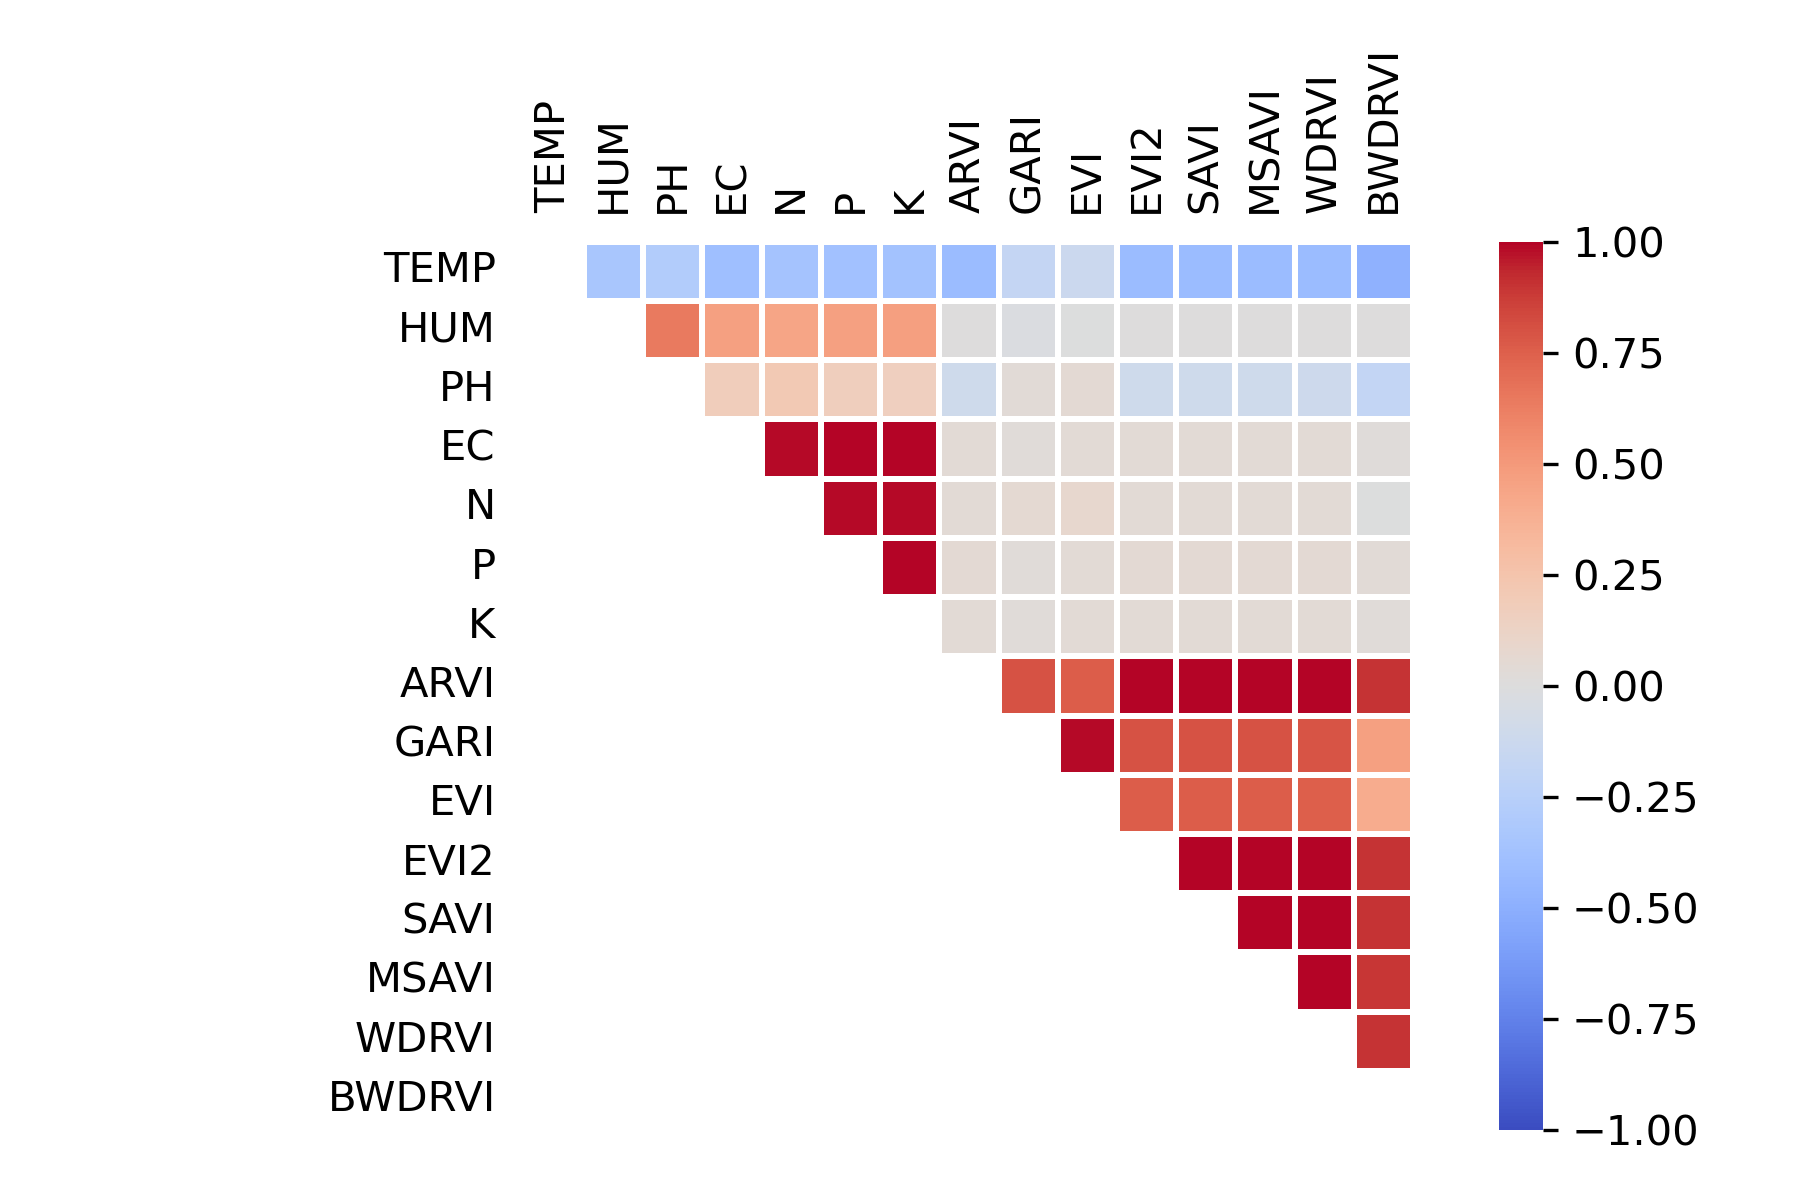 TEMP HUM PH EC N P K ARVI GARI EVI EVI2 SAVI MSAVI WDRVI BWDRVI
TEMP
HUM
PH
EC
N
P
K
ARVI
GARI
EVI
EVI2
SAVI
MSAVI
WDRVI
BWDRVI
1.00
0.75
0.50
0.25
0.00
−0.25
−0.50
−0.75
−1.00